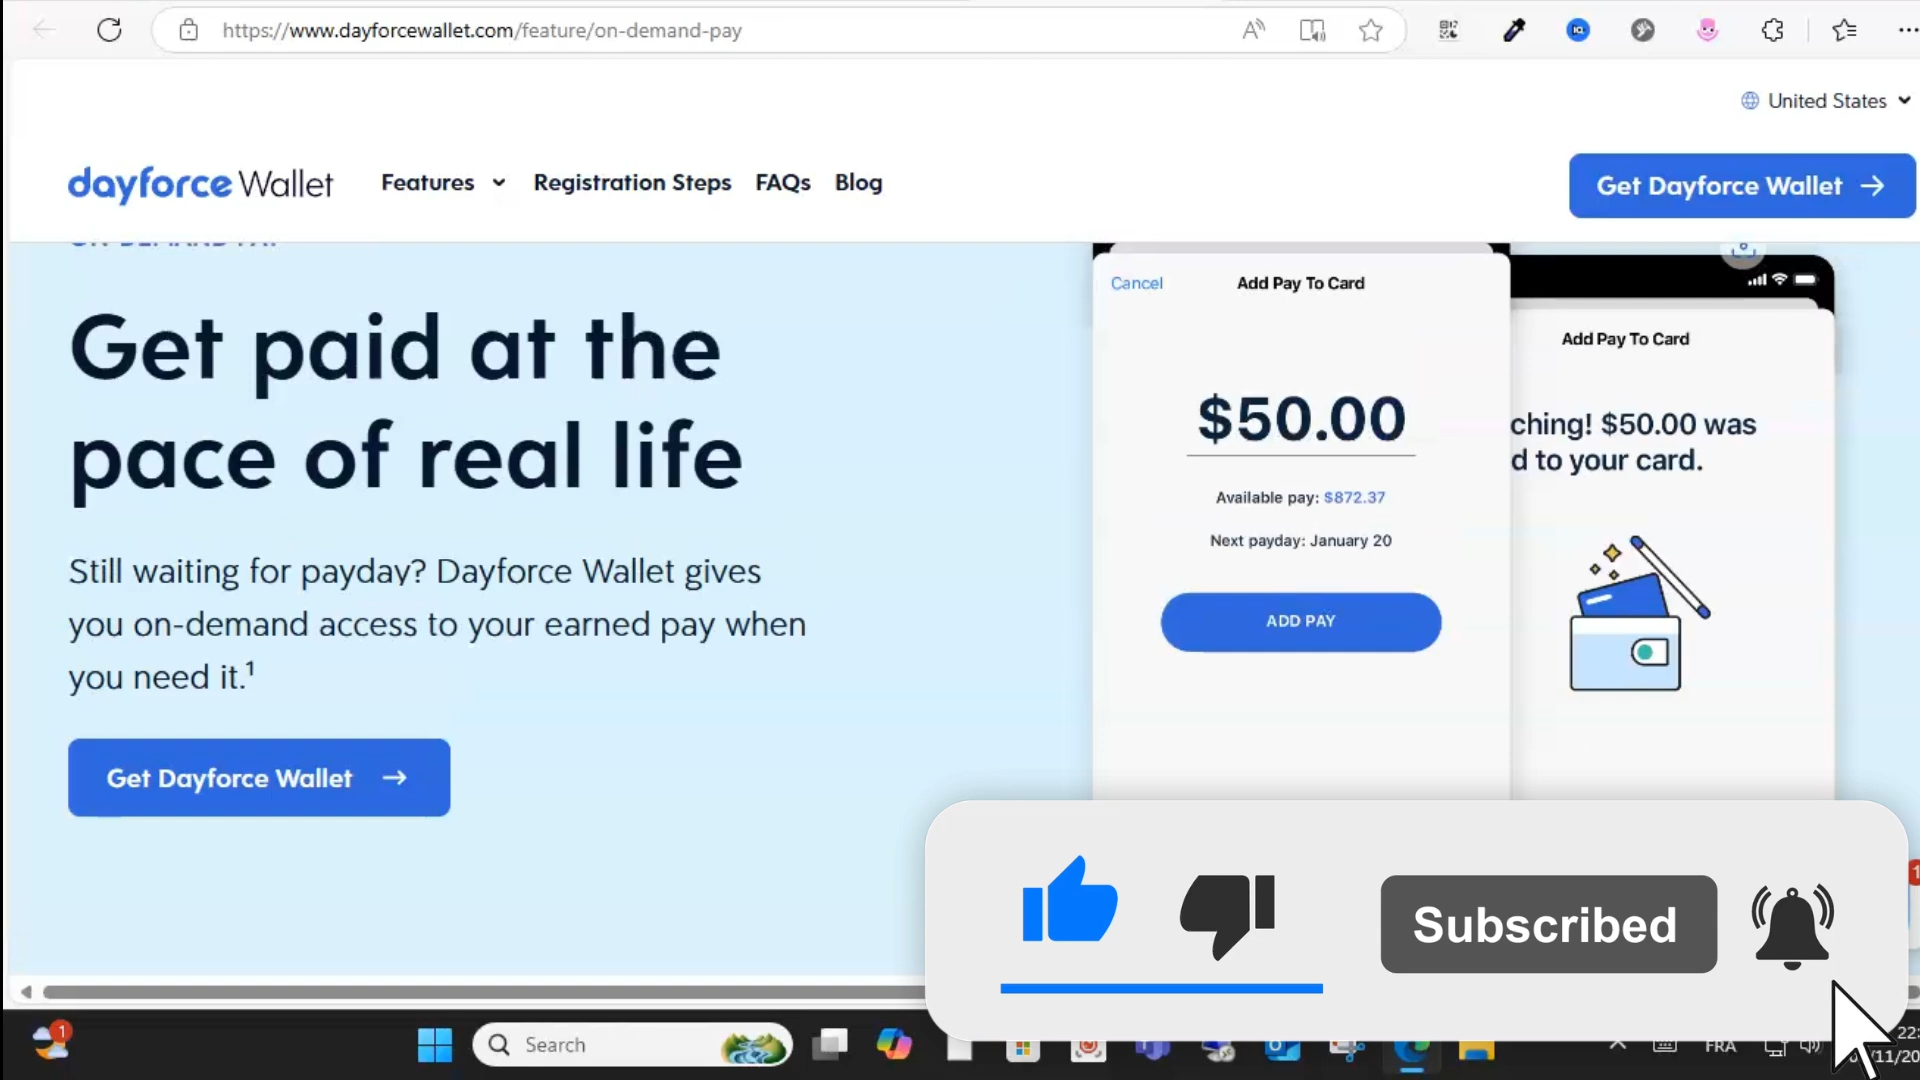 https://www.dayforcewallet.com/feature/on-demand-pay
United States
dayforce Wallet
Features
Registration Steps
FAQs
Blog
Get Dayforce Wallet
Get paid at the
pace of real life
Still waiting for payday? Dayforce Wallet gives
you on-demand access to your earned pay when
you need it.¹
Get Dayforce Wallet
Cancel
Add Pay To Card
$50.00
Available pay: $872.37
Next payday: January 20
ADD PAY
Add Pay To Card
ching! $50.00 was
d to your card.
Subscribed
1
Search
FRA